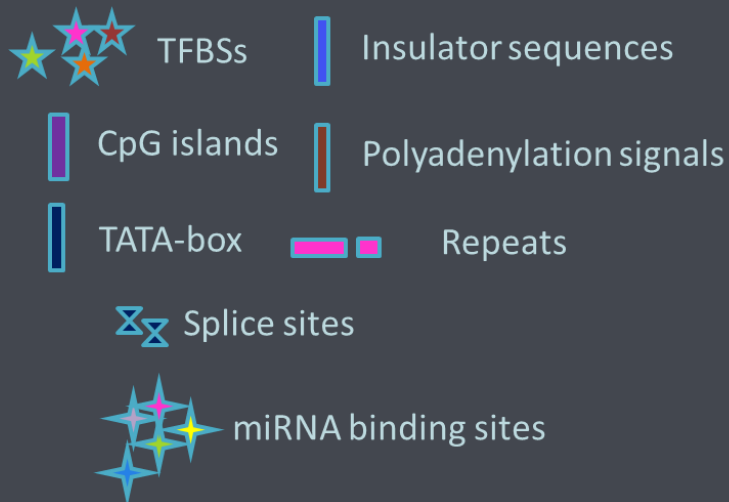 TFBSs
Insulator sequences
CpG islands
Polyadenylation signals
TATA-box
Repeats
Splice sites
miRNA binding sites